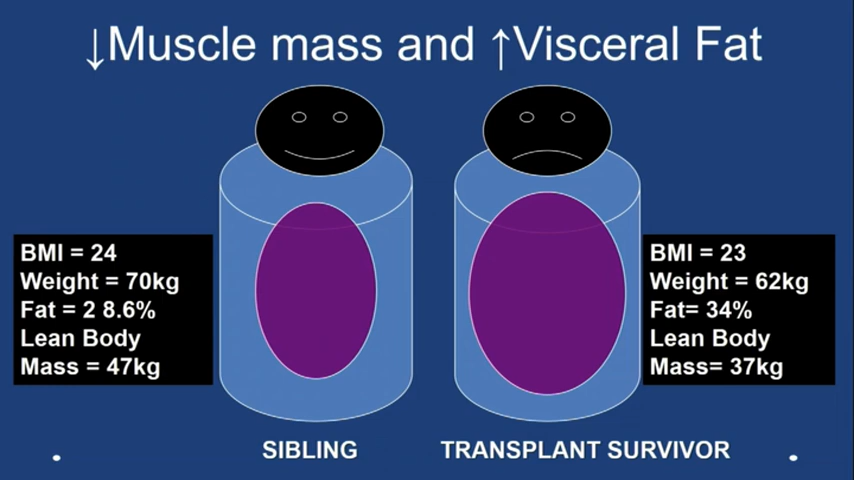 ↓Muscle mass and ↑Visceral Fat
BMI = 24
Weight = 70kg
Fat = 2 8.6%
Lean Body
Mass = 47kg
BMI = 23
Weight = 62kg
Fat= 34%
Lean Body
Mass= 37kg
SIBLING
TRANSPLANT SURVIVOR